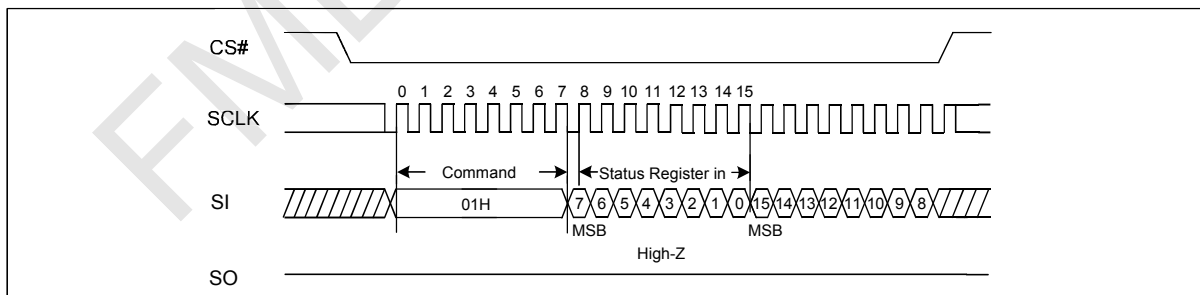 CS#
0 1 2 3 4 5 6 7 8 9 10 11 12 13 14 15
SCLK
Command Status Register in
SI 01H 7 6 5 4 3 2 1 0 15 14 13 12 11 10 9 8
MSB MSB
High-Z
SO